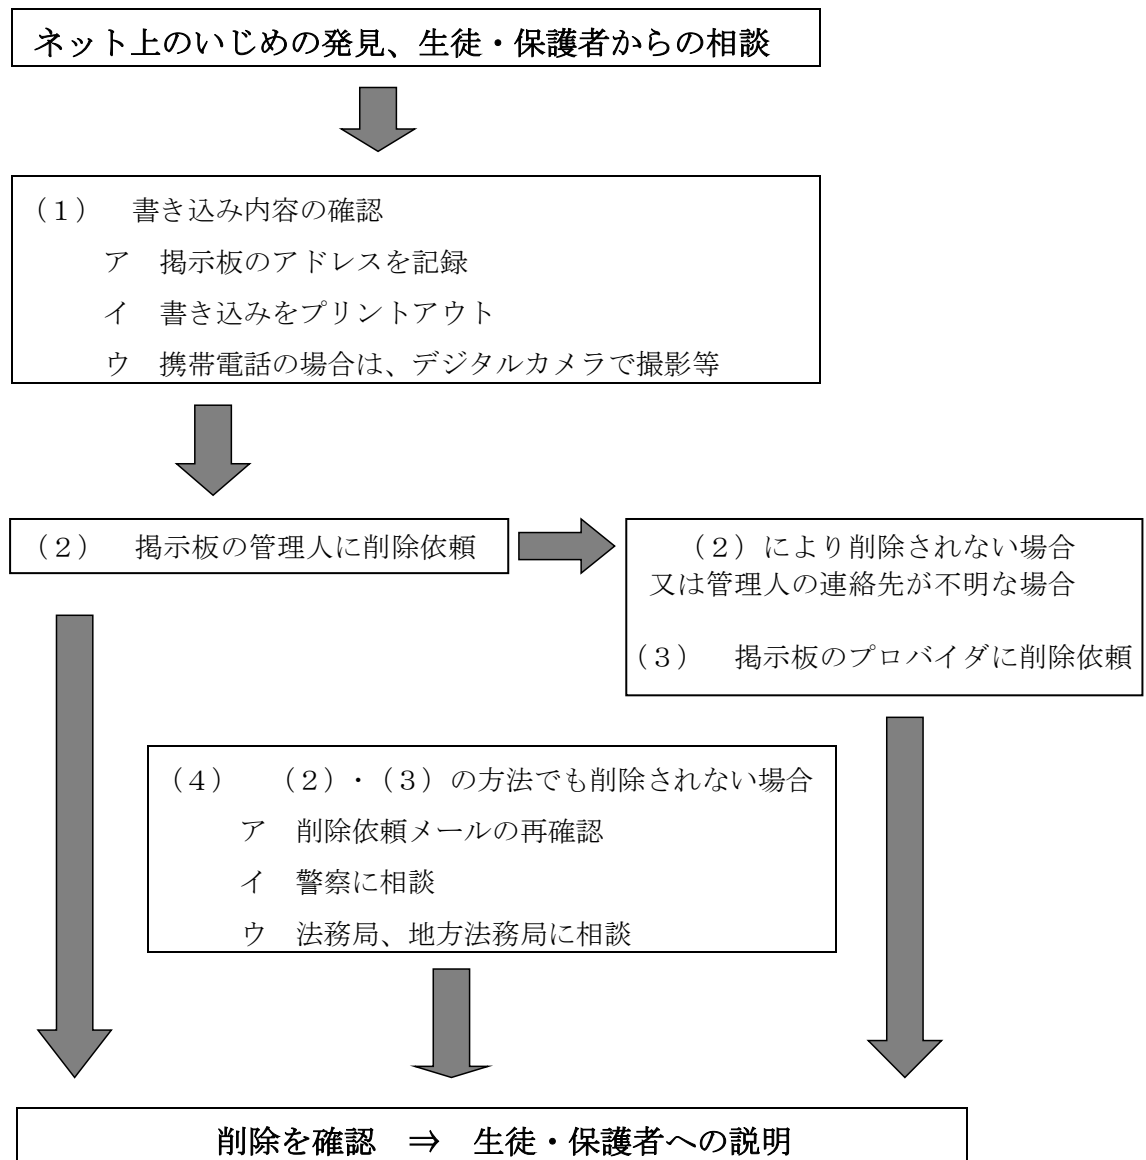 ネット上のいじめの発見、生徒・保護者からの相談
（１）　書き込み内容の確認
ア　掲示板のアドレスを記録
イ　書き込みをプリントアウト
ウ　携帯電話の場合は、デジタルカメラで撮影等
（２）　掲示板の管理人に削除依頼
（２）により削除されない場合
又は管理人の連絡先が不明な場合
（３）　掲示板のプロバイダに削除依頼
（４）　（２）・（３）の方法でも削除されない場合
ア　削除依頼メールの再確認
イ　警察に相談
ウ　法務局、地方法務局に相談
削除を確認　⇒　生徒・保護者への説明